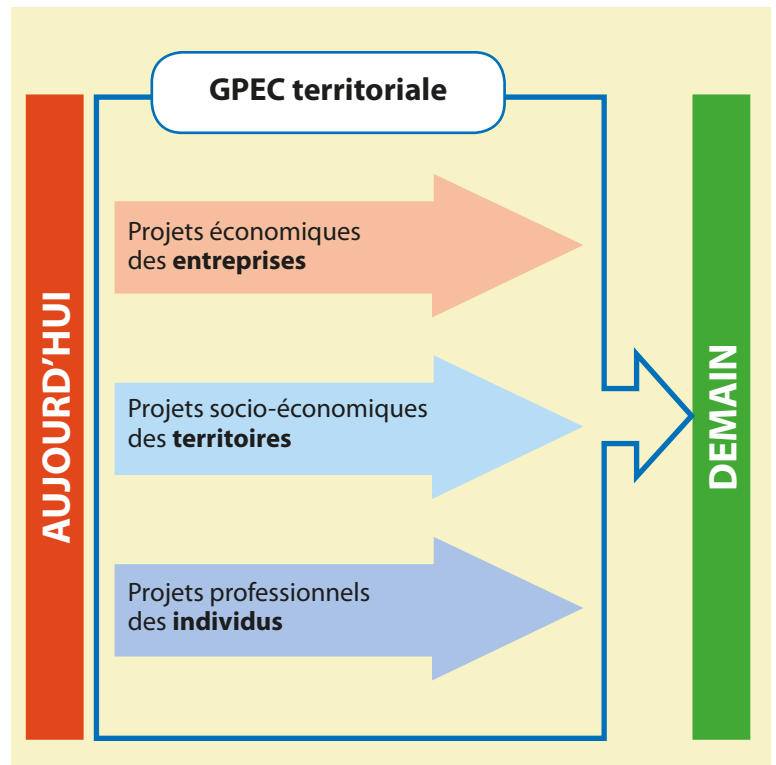 GPEC territoriale
AUJOURD'HUI
Projets économiques
des entreprises
Projets socio-économiques
des territoires
Projets professionnels
des individus
DEMAIN